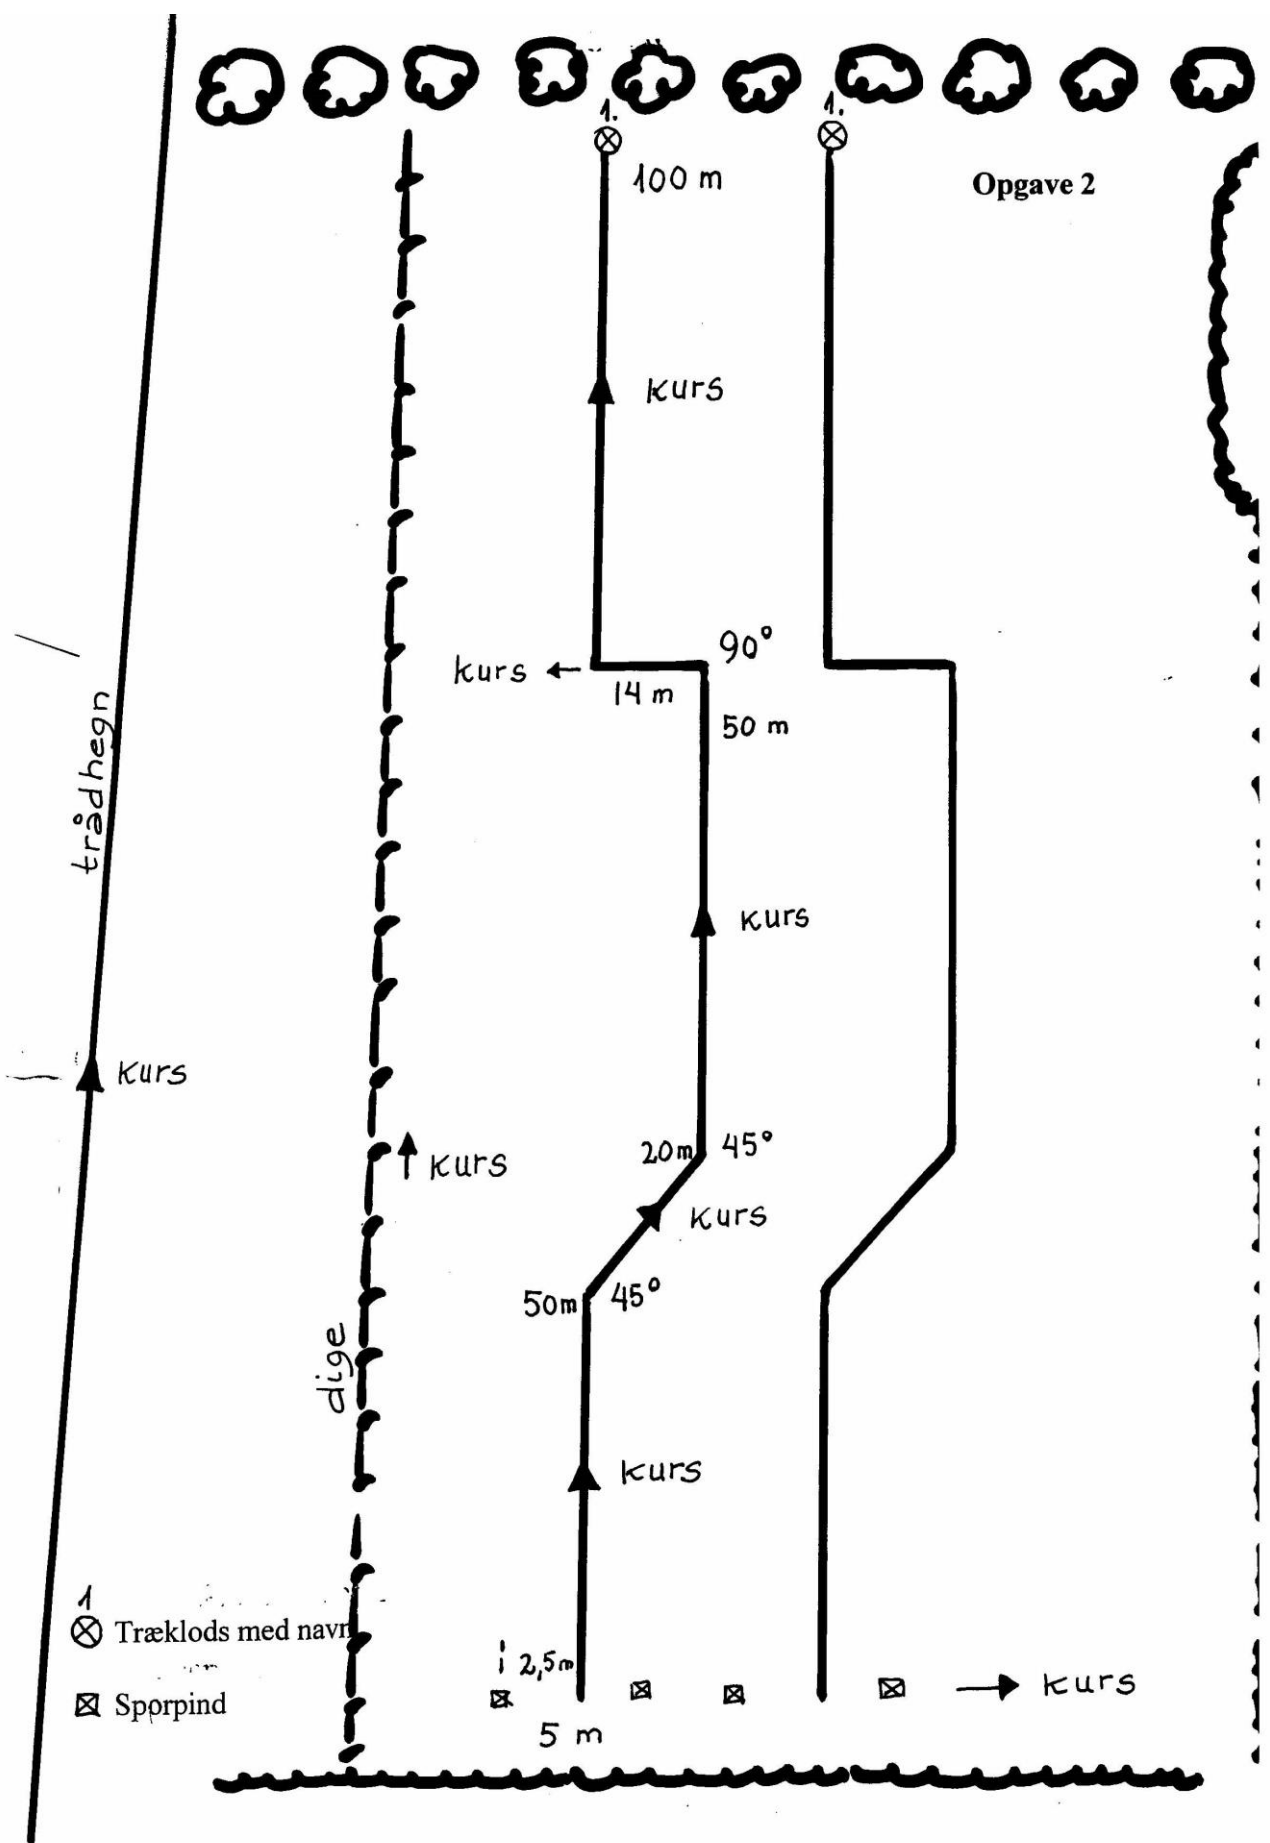 1.
1.
100 m
Opgave 2
kurs
90°
kurs ←
14 m
50 m
trådhegn
kurs
kurs
20m
45°
kurs
kurs
50m
45°
dige
kurs
1
Træklods med navn
2,5m
Sporpind
→ kurs
5 m